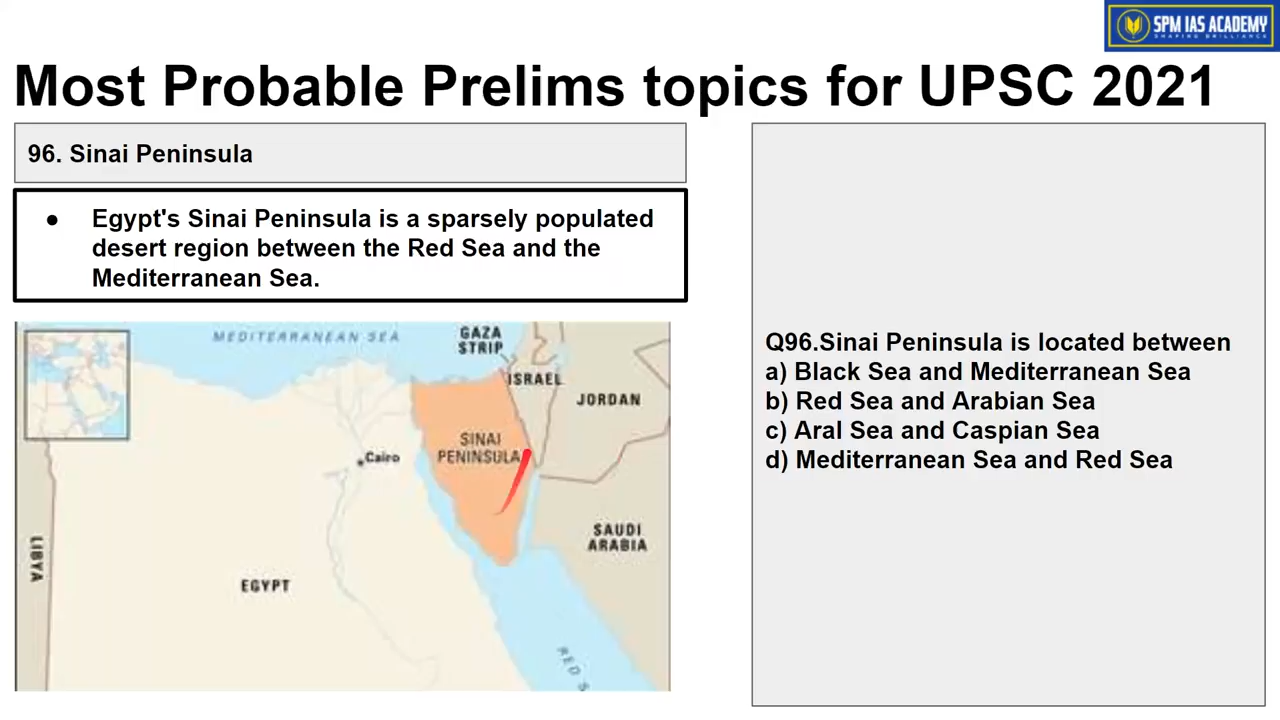 SPM IAS ACADEMY
SHAPING BRILLIANCE
Most Probable Prelims topics for UPSC 2021
96. Sinai Peninsula
● Egypt's Sinai Peninsula is a sparsely populated
desert region between the Red Sea and the
Mediterranean Sea.
MEDITERRANEAN SEA
GAZA
STRIP
ISRAEL
JORDAN
SINAI
PENINSULA
Cairo
SAUDI
ARABIA
LIBYA
EGYPT
RED S
Q96.Sinai Peninsula is located between
a) Black Sea and Mediterranean Sea
b) Red Sea and Arabian Sea
c) Aral Sea and Caspian Sea
d) Mediterranean Sea and Red Sea